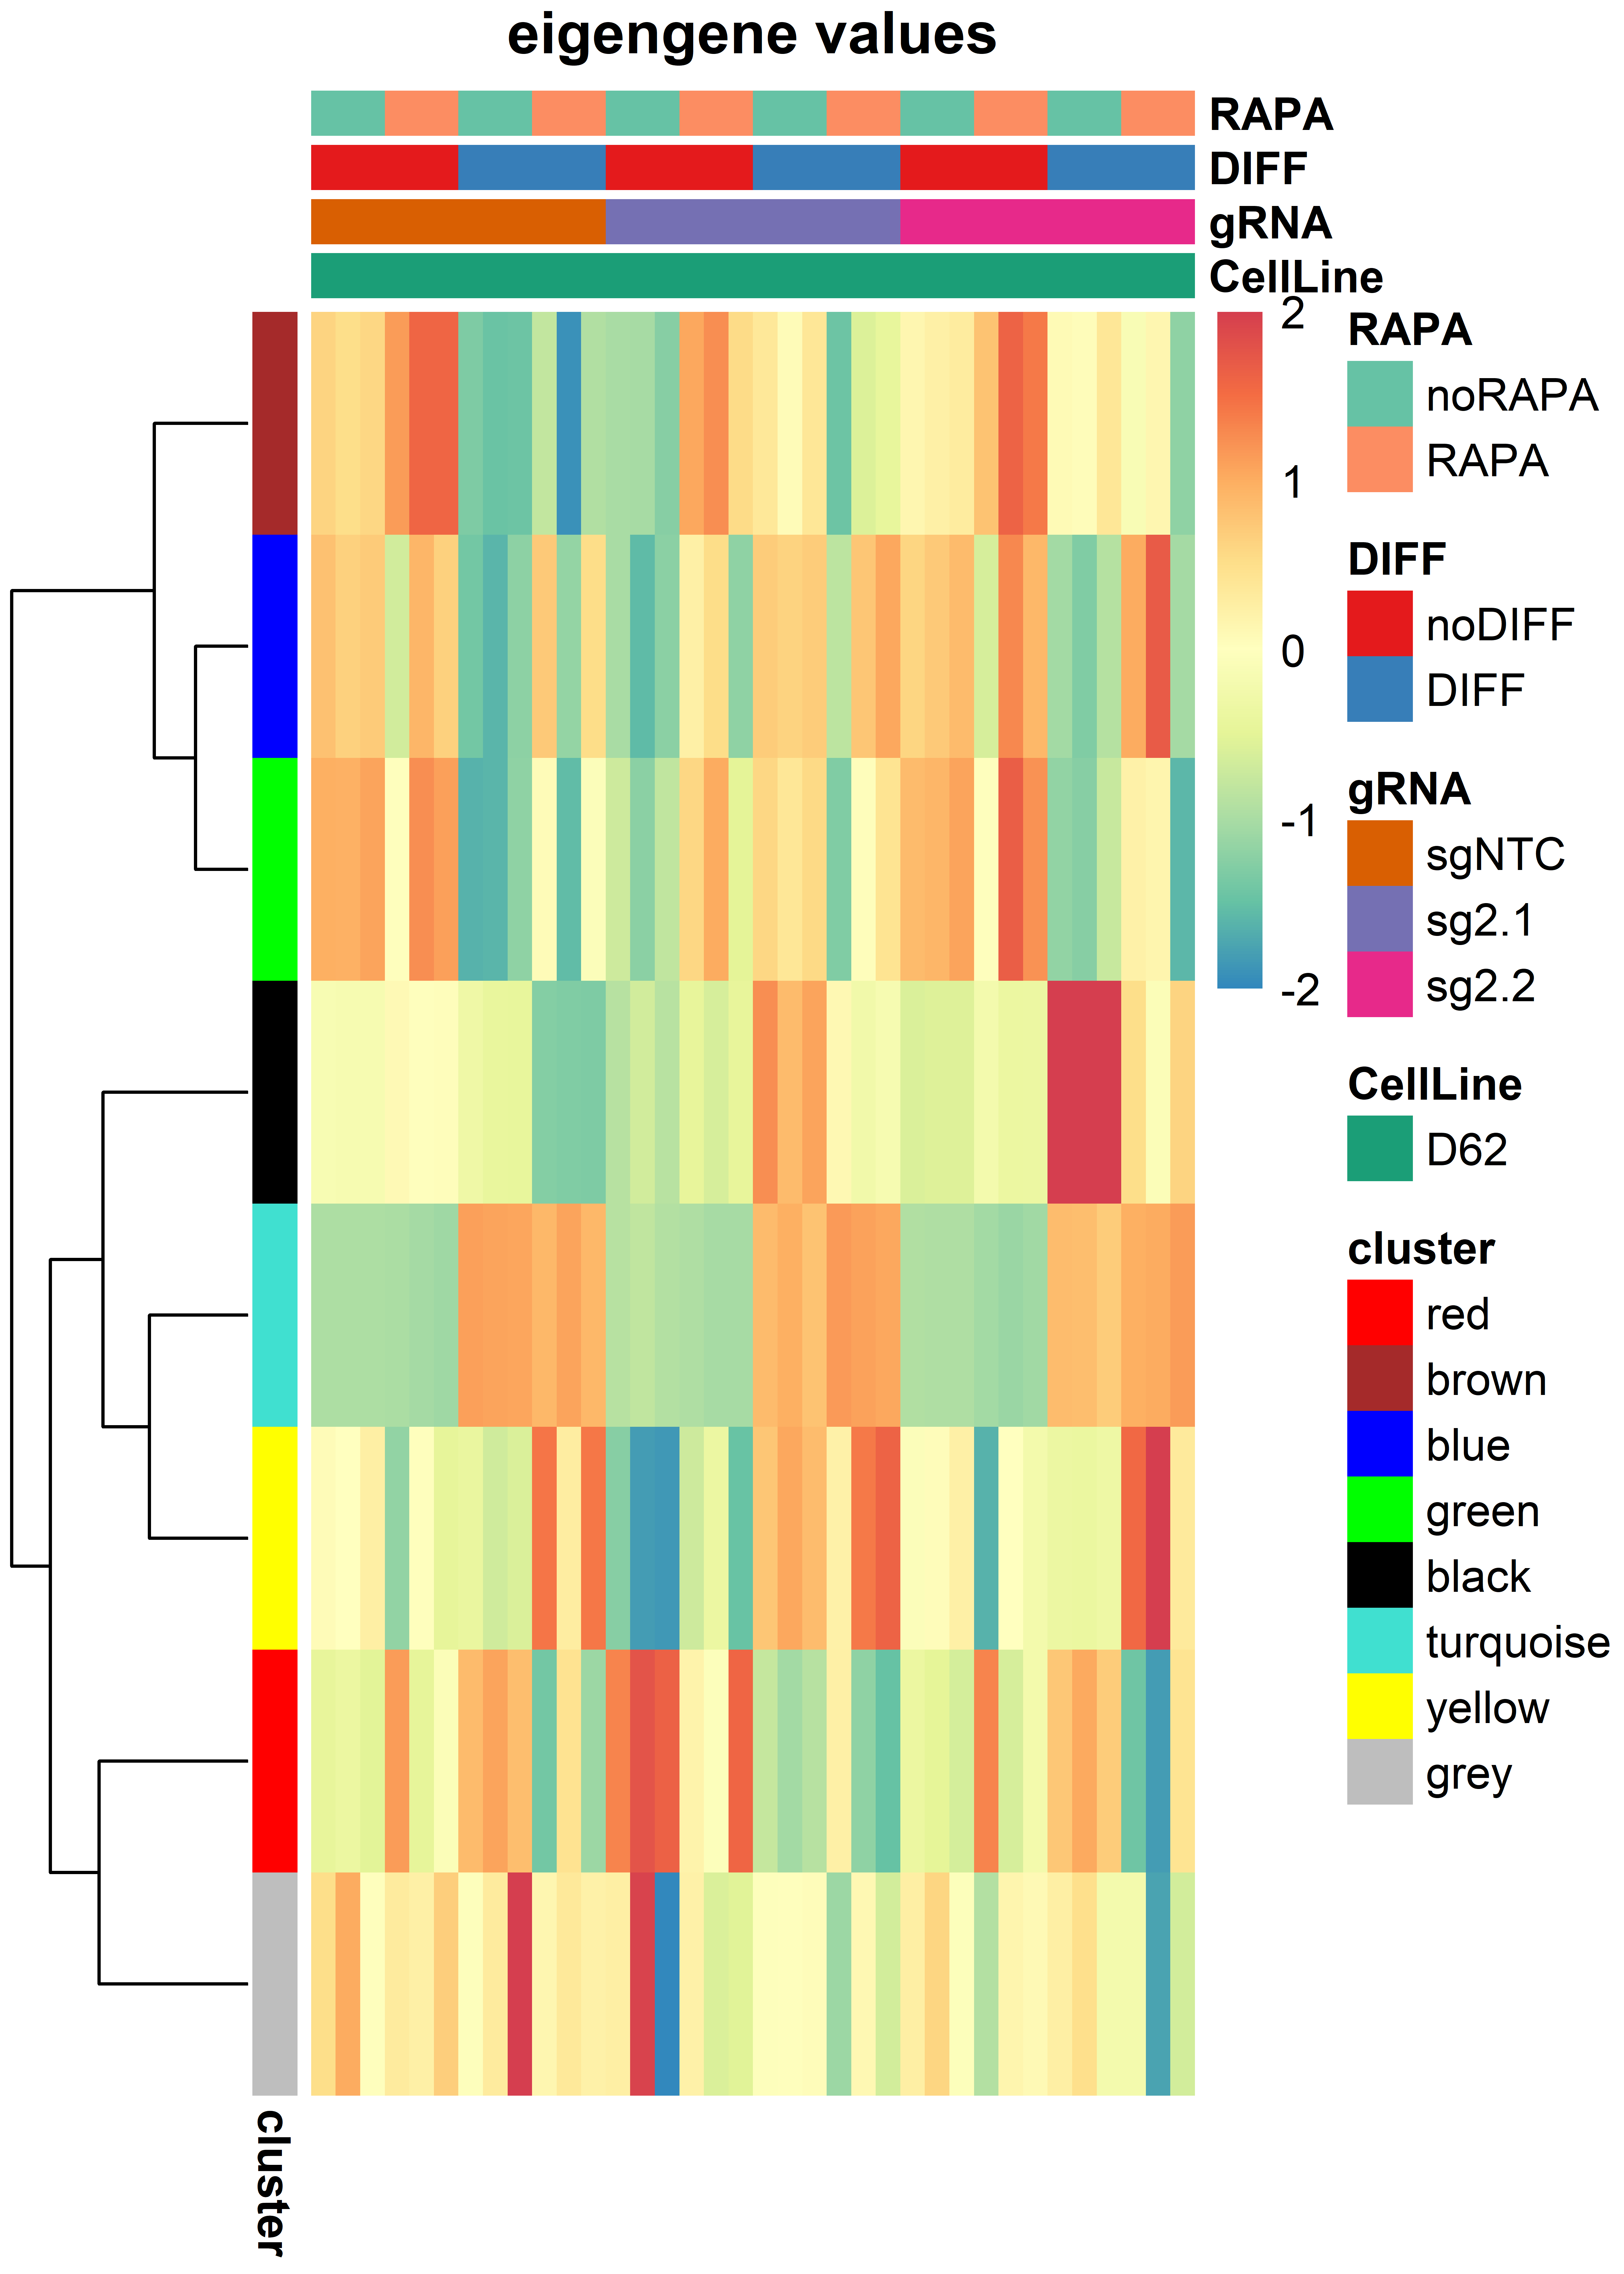 eigengene values
RAPA
DIFF
gRNA
CellLine
2
1
0
-1
-2
RAPA
noRAPA
RAPA
DIFF
noDIFF
DIFF
gRNA
sgNTC
sg2.1
sg2.2
CellLine
D62
cluster
red
brown
blue
green
black
turquoise
yellow
grey
cluster